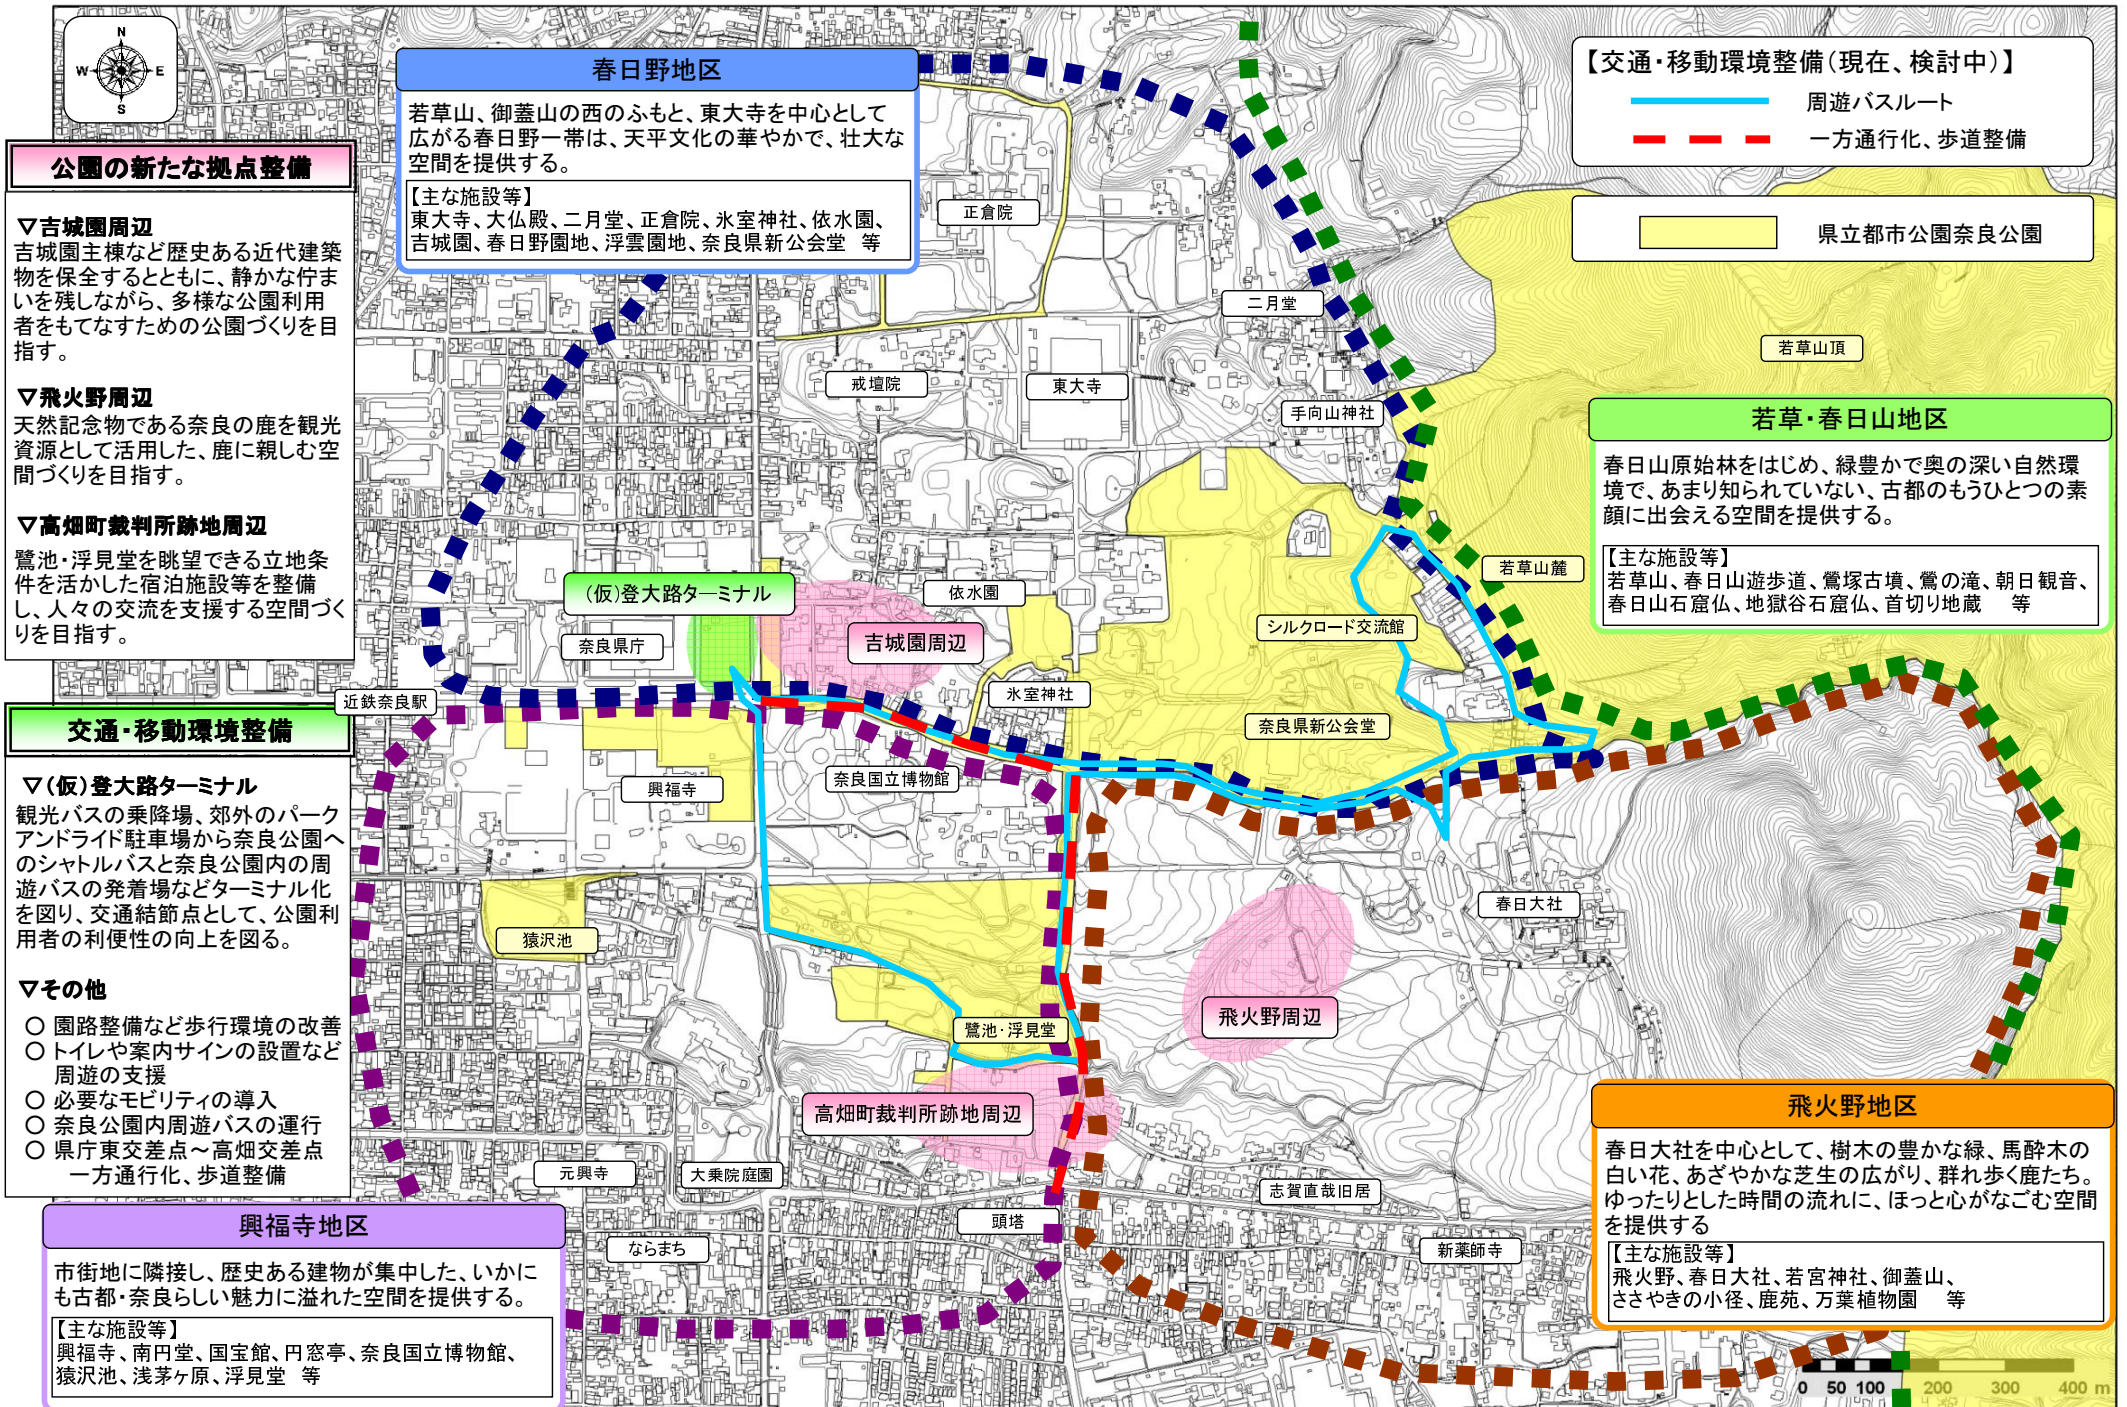 N
W
E
S
春日野地区
若草山、御蓋山の西のふもと、東大寺を中心として
広がる春日野一帯は、天平文化の華やかで、壮大な
空間を提供する。
【主な施設等】
東大寺、大仏殿、二月堂、正倉院、氷室神社、依水園、
吉城園、春日野園地、浮雲園地、奈良県新公会堂　等
【交通・移動環境整備(現在、検討中)】
周遊バスルート
一方通行化、歩道整備
県立都市公園奈良公園
公園の新たな拠点整備
▽吉城園周辺
吉城園主棟など歴史ある近代建築
物を保全するとともに、静かな佇ま
いを残しながら、多様な公園利用
者をもてなすための公園づくりを目
指す。
▽飛火野周辺
天然記念物である奈良の鹿を観光
資源として活用した、鹿に親しむ空
間づくりを目指す。
▽高畑町裁判所跡地周辺
鷺池・浮見堂を眺望できる立地条
件を活かした宿泊施設等を整備
し、人々の交流を支援する空間づく
りを目指す。
交通・移動環境整備
▽(仮)登大路ターミナル
観光バスの乗降場、郊外のパーク
アンドライド駐車場から奈良公園へ
のシャトルバスと奈良公園内の周
遊バスの発着場などターミナル化
を図り、交通結節点として、公園利
用者の利便性の向上を図る。
▽その他
○ 園路整備など歩行環境の改善
○ トイレや案内サインの設置など
周遊の支援
○ 必要なモビリティの導入
○ 奈良公園内周遊バスの運行
○ 県庁東交差点～高畑交差点
一方通行化、歩道整備
正倉院
二月堂
若草山頂
戒壇院
東大寺
手向山神社
若草・春日山地区
春日山原始林をはじめ、緑豊かで奥の深い自然環
境で、あまり知られていない、古都のもうひとつの素
顔に出会える空間を提供する。
【主な施設等】
若草山、春日山遊歩道、鶯塚古墳、鶯の滝、朝日観音、
春日山石窟仏、地獄谷石窟仏、首切り地蔵　等
若草山麓
(仮)登大路ターミナル
依水園
奈良県庁
吉城園周辺
シルクロード交流館
近鉄奈良駅
氷室神社
奈良県新公会堂
興福寺
奈良国立博物館
春日大社
猿沢池
飛火野周辺
鷺池・浮見堂
高畑町裁判所跡地周辺
元興寺
大乗院庭園
志賀直哉旧居
頭塔
ならまち
新薬師寺
飛火野地区
春日大社を中心として、樹木の豊かな緑、馬酔木の
白い花、あざやかな芝生の広がり、群れ歩く鹿たち。
ゆったりとした時間の流れに、ほっと心がなごむ空間
を提供する
【主な施設等】
飛火野、春日大社、若宮神社、御蓋山、
ささやきの小径、鹿苑、万葉植物園　等
興福寺地区
市街地に隣接し、歴史ある建物が集中した、いかに
も古都・奈良らしい魅力に溢れた空間を提供する。
【主な施設等】
興福寺、南円堂、国宝館、円窓亭、奈良国立博物館、
猿沢池、浅茅ヶ原、浮見堂　等
0 50 100 200 300 400 m